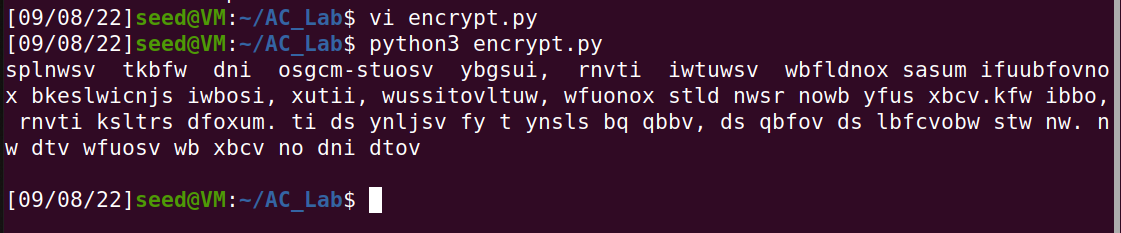 [09/08/22]seed@VM:~/AC_Lab$ vi encrypt.py
[09/08/22]seed@VM:~/AC_Lab$ python3 encrypt.py
splnwsv  tkbfw  dni  osgcm-stuosv  ybgsui,  rnvti  iwtuwsv  wbfldnox sasum ifuubfovno
x bkeslwicnjs iwbosi, xutii, wussitovltuw, wfuonox stld nwsr nowb yfus xbcv.kfw ibbo,
 rnvti ksltrs dfoxum. ti ds ynljsv fy t ynsls bq qbbv, ds qbfov ds lbfcvobw stw nw. n
w dtv wfuosv wb xbcv no dni dtov
[09/08/22]seed@VM:~/AC_Lab$